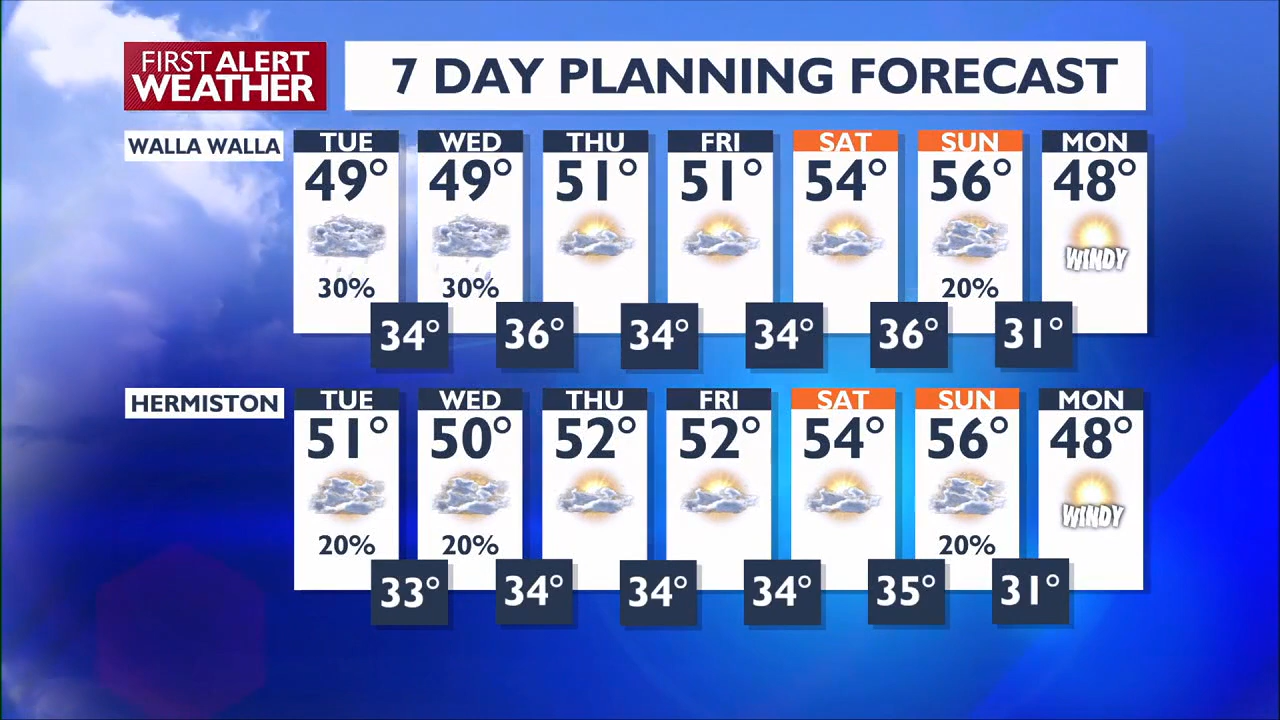 FIRST ALERT
WEATHER
7 DAY PLANNING FORECAST
WALLA WALLA
TUE WED THU FRI SAT SUN MON
49° 49° 51° 51° 54° 56° 48°
WINDY
30% 30% 20%
34° 36° 34° 34° 36° 31°
HERMISTON
TUE WED THU FRI SAT SUN MON
51° 50° 52° 52° 54° 56° 48°
WINDY
20% 20% 20%
33° 34° 34° 34° 35° 31°